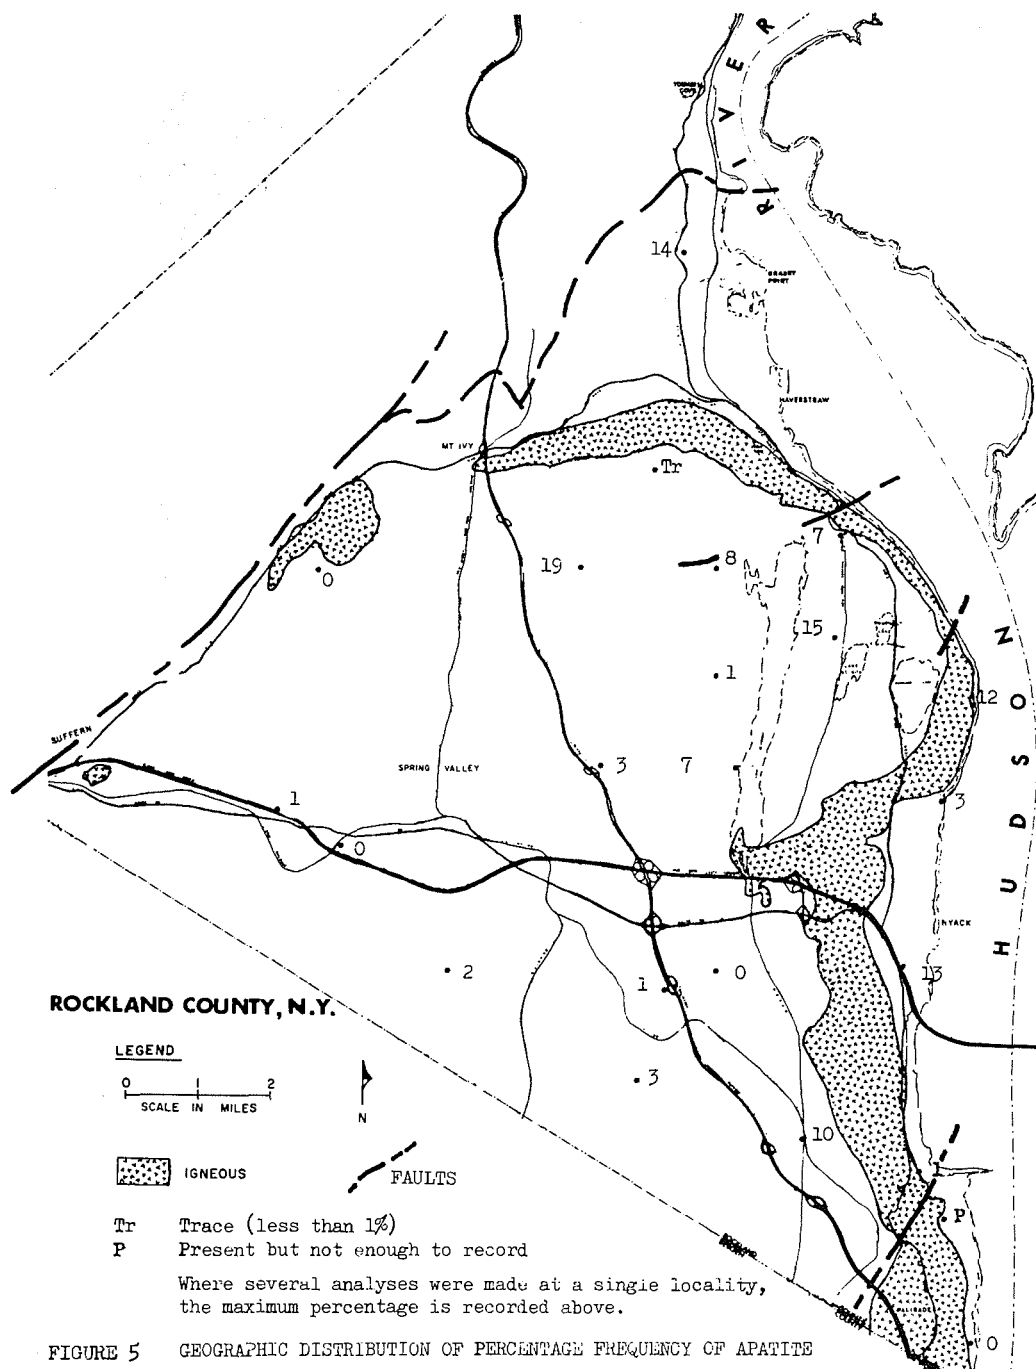 RIVER
14
GRASSY
POINT
HAVERSTRAW
MT IVY
Tr
7
19
8
0
15
1
12
HUDSON
SUFFERN
SPRING VALLEY
3
7
1
3
0
NYACK
2
0
13
1
ROCKLAND COUNTY, N.Y.
LEGEND
0 1 2
SCALE IN MILES
N
3
10
IGNEOUS
FAULTS
P
Tr Trace (less than 1%)
P Present but not enough to record
Where several analyses were made at a single locality,
the maximum percentage is recorded above.
PALISADE
0
FIGURE 5 GEOGRAPHIC DISTRIBUTION OF PERCENTAGE FREQUENCY OF APATITE